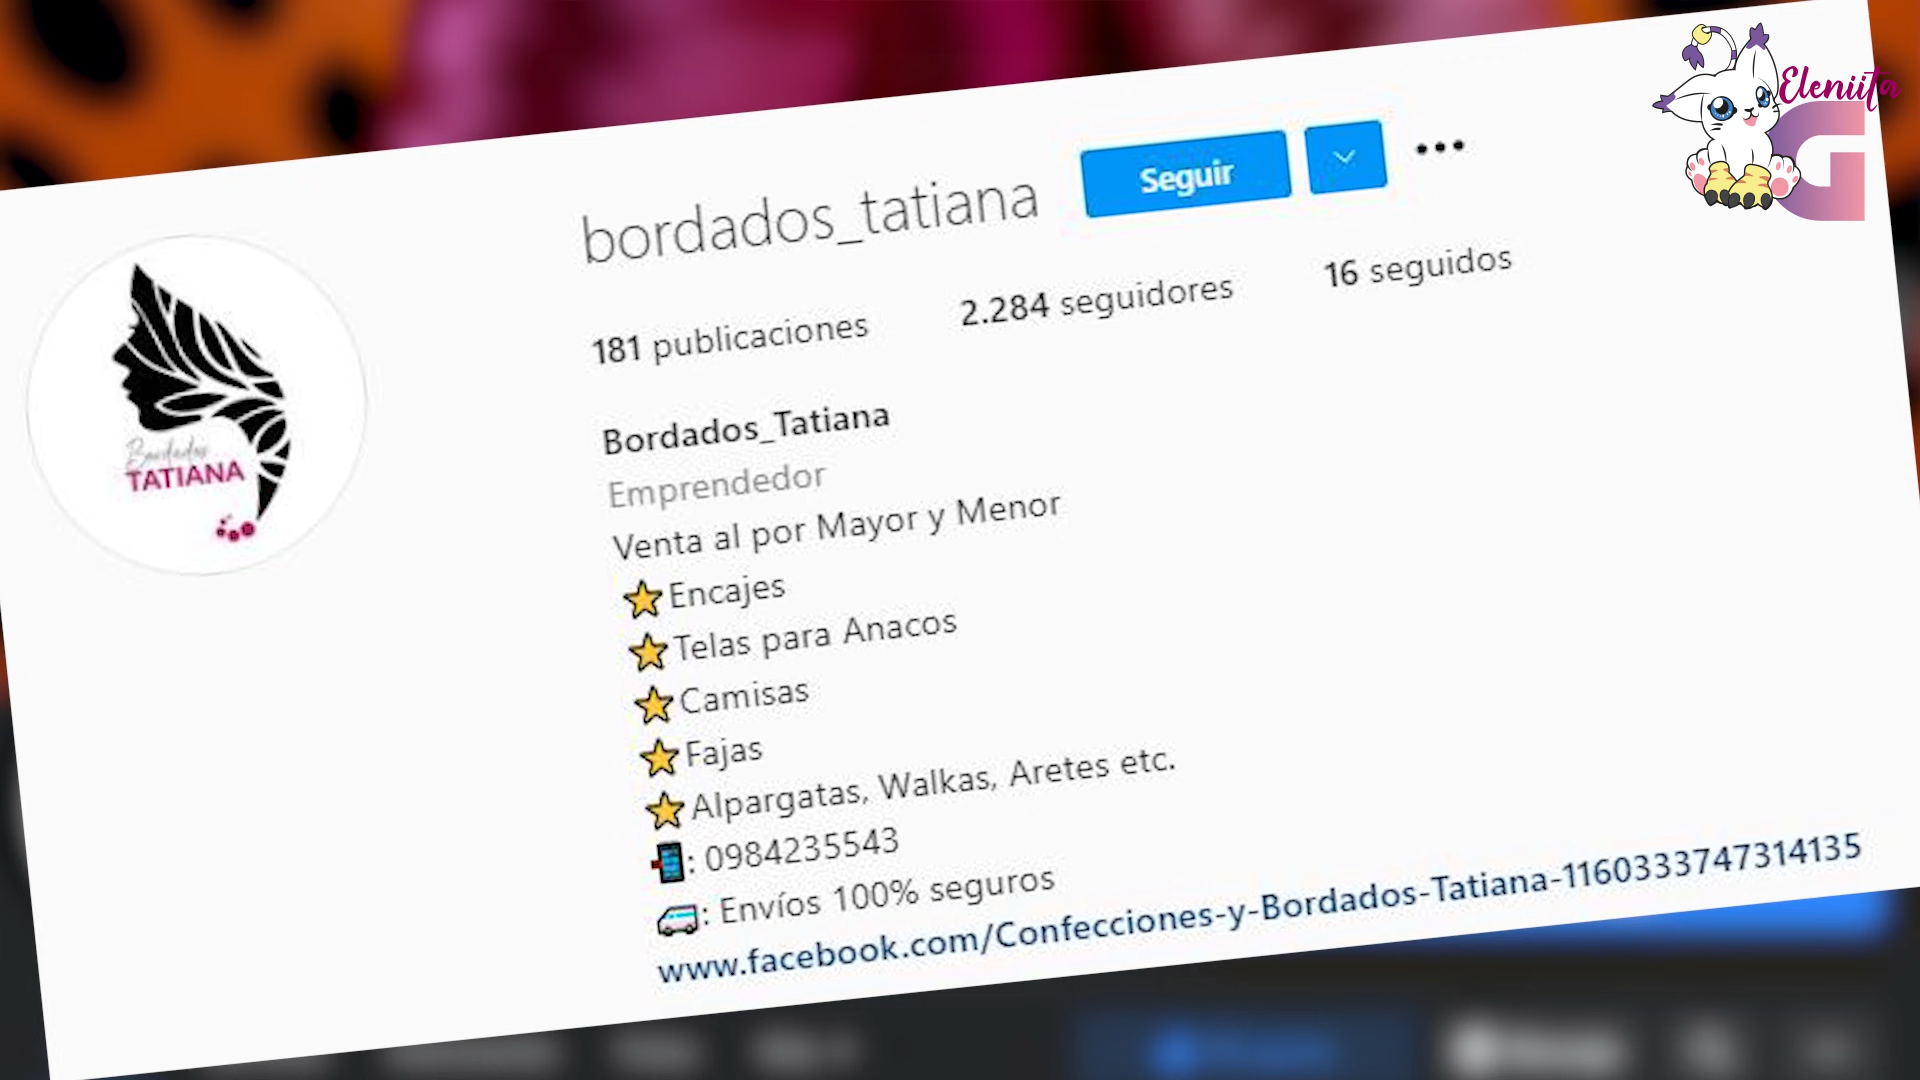 Eleniita
G
bordados_tatiana
Seguir
181 publicaciones
2.284 seguidores
16 seguidos
Bordados
TATIANA
Bordados_Tatiana
Emprendedor
Venta al por Mayor y Menor
⭐Encajes
⭐Telas para Anacos
⭐Camisas
⭐Fajas
⭐Alpargatas, Walkas, Aretes etc.
📲: 0984235543
🚐: Envíos 100% seguros
www.facebook.com/Confecciones-y-Bordados-Tatiana-1160333747314135